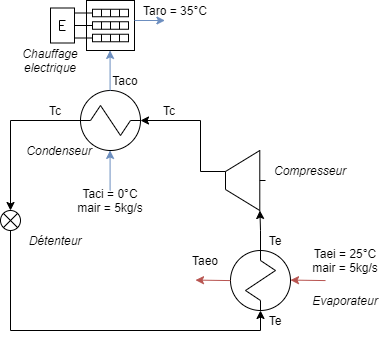 Taro = 35°C
E
Chauffage
electrique
Taco
Tc
Tc
Condenseur
Compresseur
Taci = 0°C
mair = 5kg/s
Détenteur
Te
Taei = 25°C
mair = 5kg/s
Taeo
Evaporateur
Te